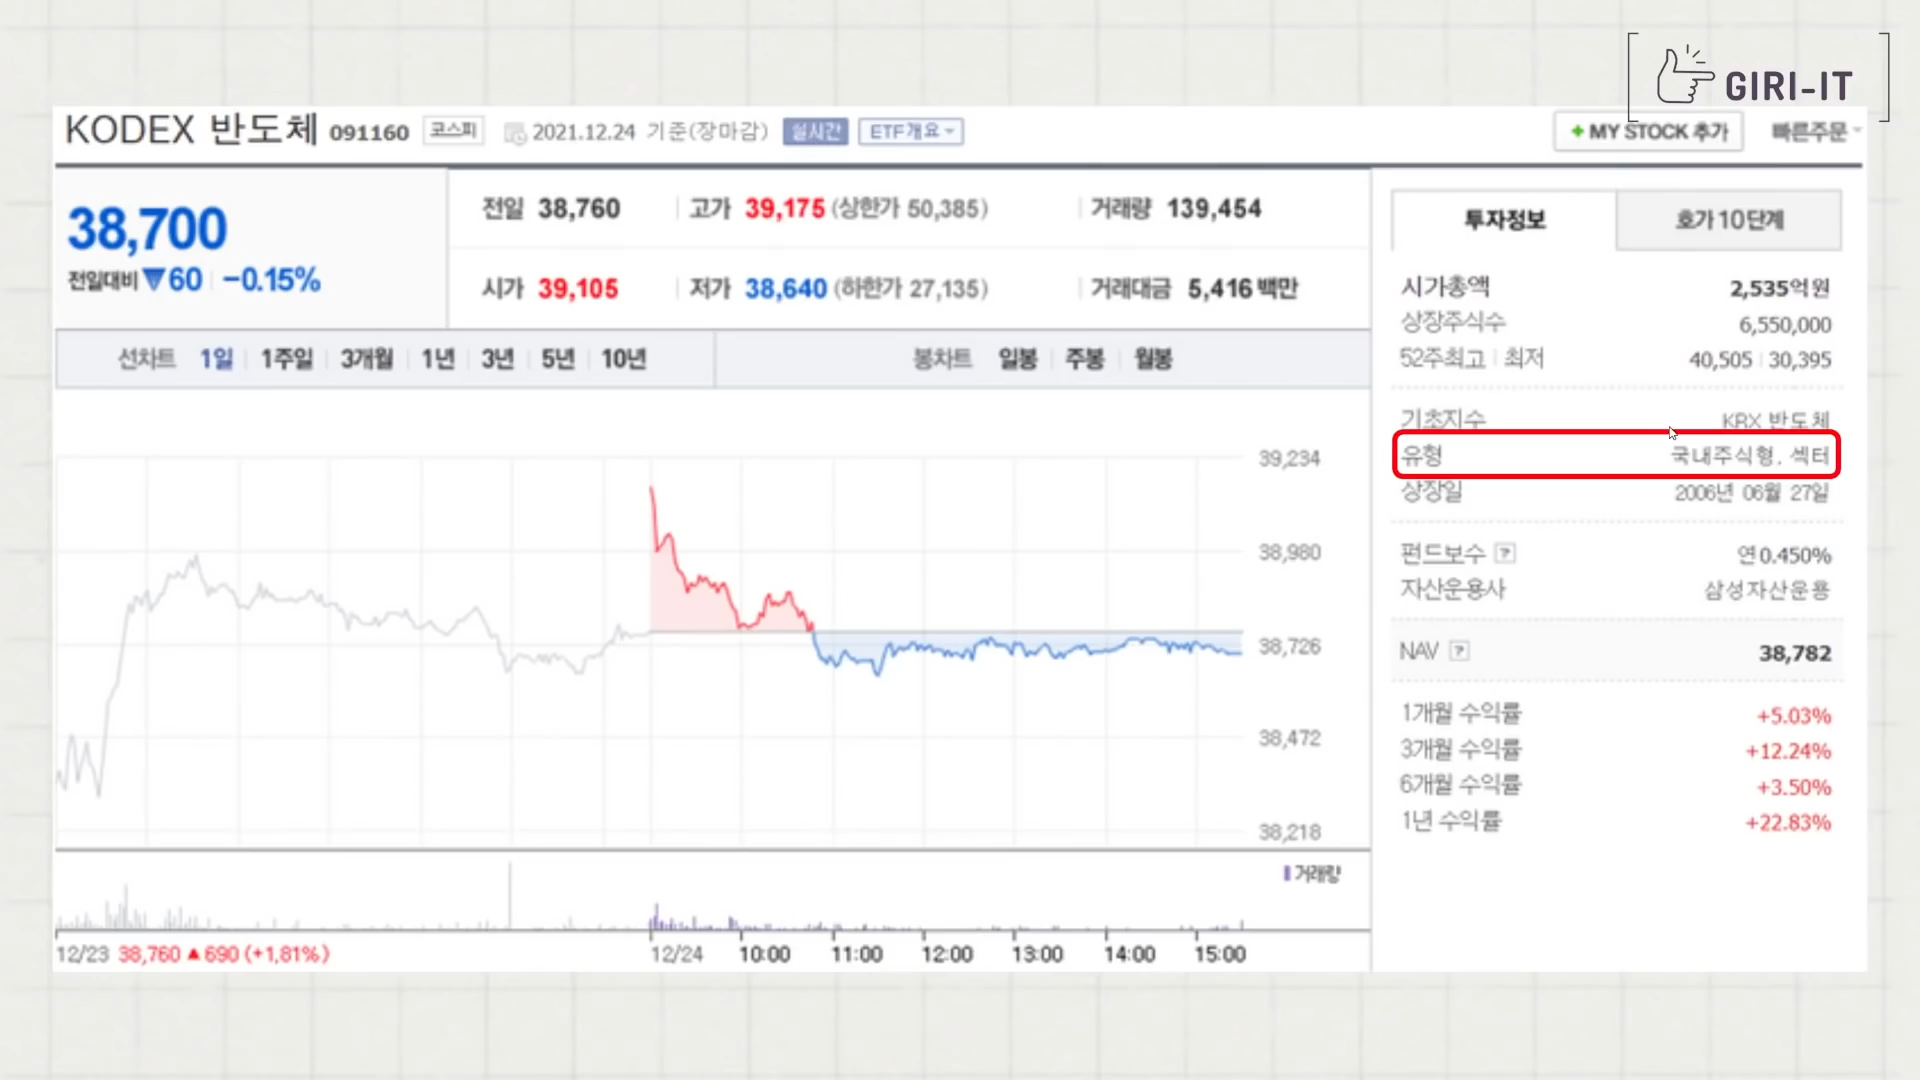 GIRI-IT
KODEX 반도체 091160 코스피 2021.12.24 기준(장마감) 실시간 ETF개요
+ MY STOCK 추가 빠른주문
38,700
전일대비 ▼60 -0.15%
전일 38,760 고가 39,175 (상한가 50,385) 거래량 139,454
시가 39,105 저가 38,640 (하한가 27,135) 거래대금 5,416 백만
선차트 1일 1주일 3개월 1년 3년 5년 10년 봉차트 일봉 주봉 월봉
39,234
38,980
38,726
38,472
38,218
거래량
12/23 38,760 ▲690 (+1,81%) 12/24 10:00 11:00 12:00 13:00 14:00 15:00
투자정보 호가 10단계
시가총액 2,535억원
상장주식수 6,550,000
52주최고 최저 40,505 30,395
기초지수 KRX 반도체
유형 국내주식형, 섹터
상장일 2006년 06월 27일
펀드보수 ? 연0.450%
자산운용사 삼성자산운용
NAV ? 38,782
1개월 수익률 +5.03%
3개월 수익률 +12.24%
6개월 수익률 +3.50%
1년 수익률 +22.83%